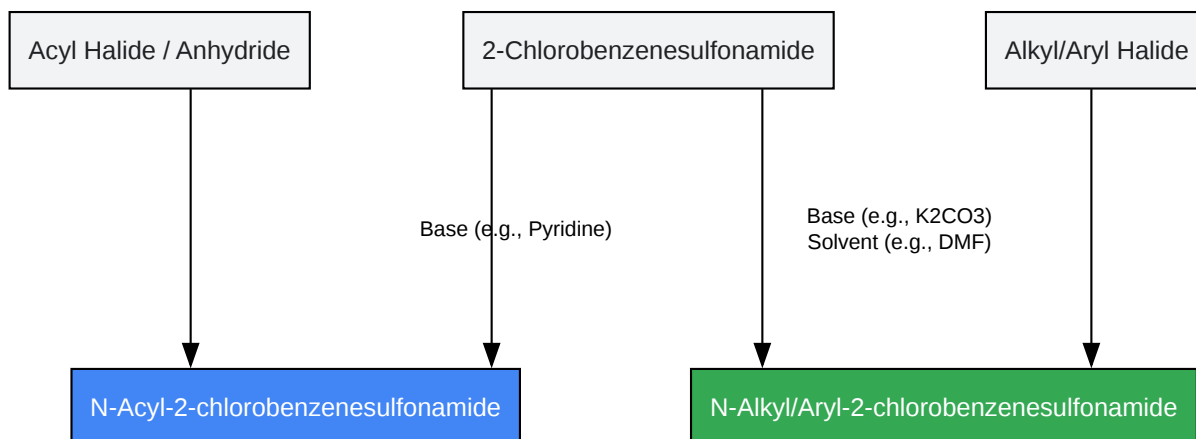 Acyl Halide / Anhydride
2-Chlorobenzenesulfonamide
Alkyl/Aryl Halide
Base (e.g., Pyridine)
Base (e.g., K2CO3)
Solvent (e.g., DMF)
N-Acyl-2-chlorobenzenesulfonamide
N-Alkyl/Aryl-2-chlorobenzenesulfonamide